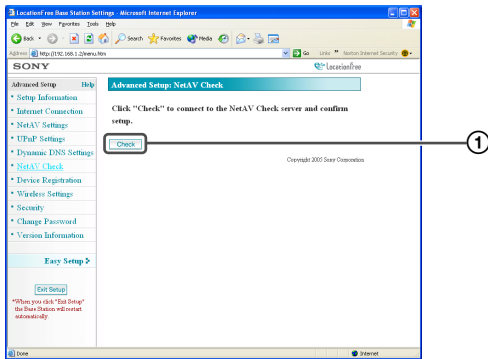 LocationFree Base Station Settings - Microsoft Internet Explorer
File Edit View Favorites Tools Help
Back Search Favorites Media
Address http://192.168.1.2/menu.htm Go Links Norton Internet Security
SONY LocationFree
Advanced Setup Help
Advanced Setup: NetAV Check
• Setup Information
• Internet Connection
• NetAV Settings
• UPnP Settings
• Dynamic DNS Settings
• NetAV Check
• Device Registration
• Wireless Settings
• Security
• Change Password
• Version Information
Easy Setup
Exit Setup
*When you click "Exit Setup"
the Base Station will restart
automatically.
Click "Check" to connect to the NetAV Check server and confirm
setup.
Check
1
Copyright 2005 Sony Corporation
Done Internet